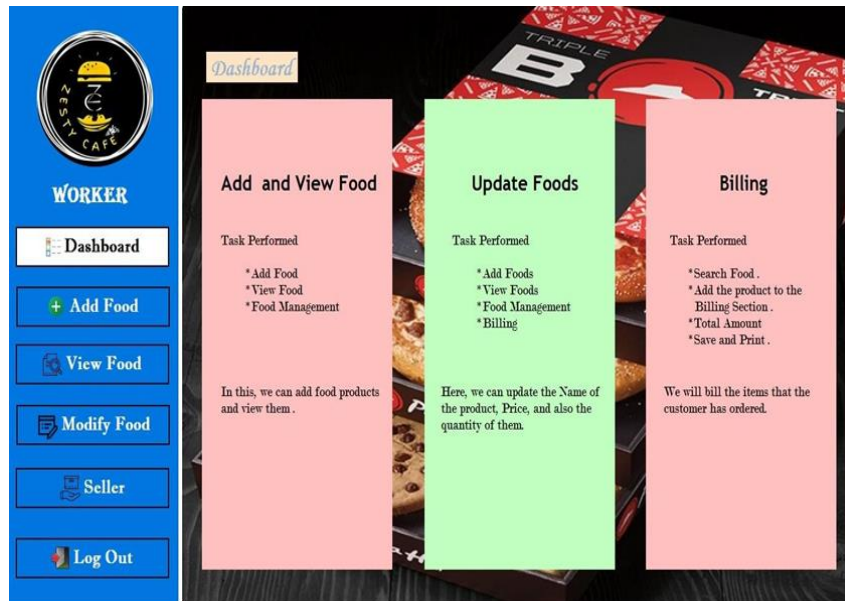 ZESTY CAFÉ
WORKER
Dashboard
Add Food
View Food
Modify Food
Seller
Log Out
Dashboard
TRIPLE
B
Add and View Food
Task Performed
*Add Food
*View Food
*Food Management
In this, we can add food products
and view them .
Update Foods
Task Performed
*Add Foods
*View Foods
*Food Management
*Billing
Here, we can update the Name of
the product, Price, and also the
quantity of them.
Billing
Task Performed
*Search Food .
*Add the product to the
Billing Section .
*Total Amount
*Save and Print .
We will bill the items that the
customer has ordered.